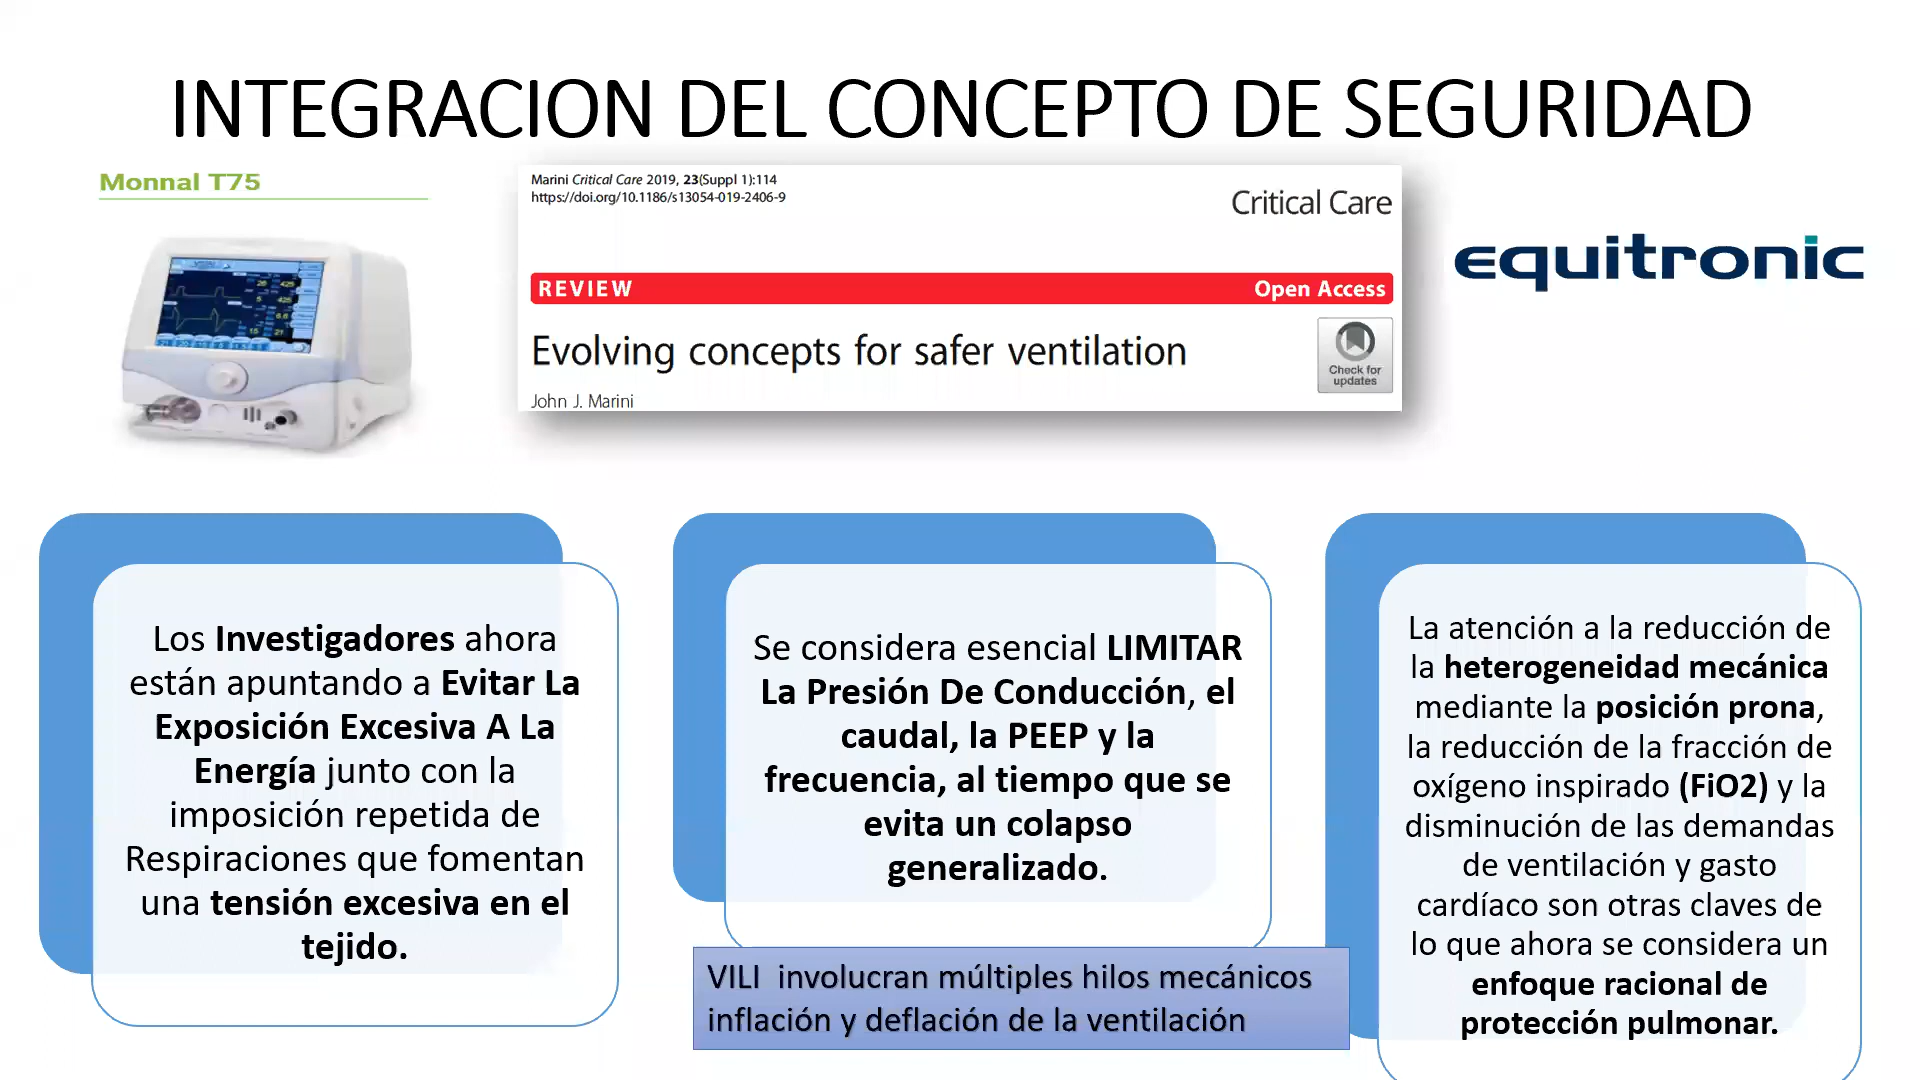 INTEGRACION DEL CONCEPTO DE SEGURIDAD
Monnal T75
Marini Critical Care 2019, 23(Suppl 1):114
https://doi.org/10.1186/s13054-019-2406-9
Critical Care
REVIEW
Open Access
Evolving concepts for safer ventilation
Check for
updates
John J. Marini
equitronic
Los Investigadores ahora
están apuntando a Evitar La
Exposición Excesiva A La
Energía junto con la
imposición repetida de
Respiraciones que fomentan
una tensión excesiva en el
tejido.
Se considera esencial LIMITAR
La Presión De Conducción, el
caudal, la PEEP y la
frecuencia, al tiempo que se
evita un colapso
generalizado.
VILI  involucran múltiples hilos mecánicos
inflación y deflación de la ventilación
La atención a la reducción de
la heterogeneidad mecánica
mediante la posición prona,
la reducción de la fracción de
oxígeno inspirado (FiO2) y la
disminución de las demandas
de ventilación y gasto
cardíaco son otras claves de
lo que ahora se considera un
enfoque racional de
protección pulmonar.